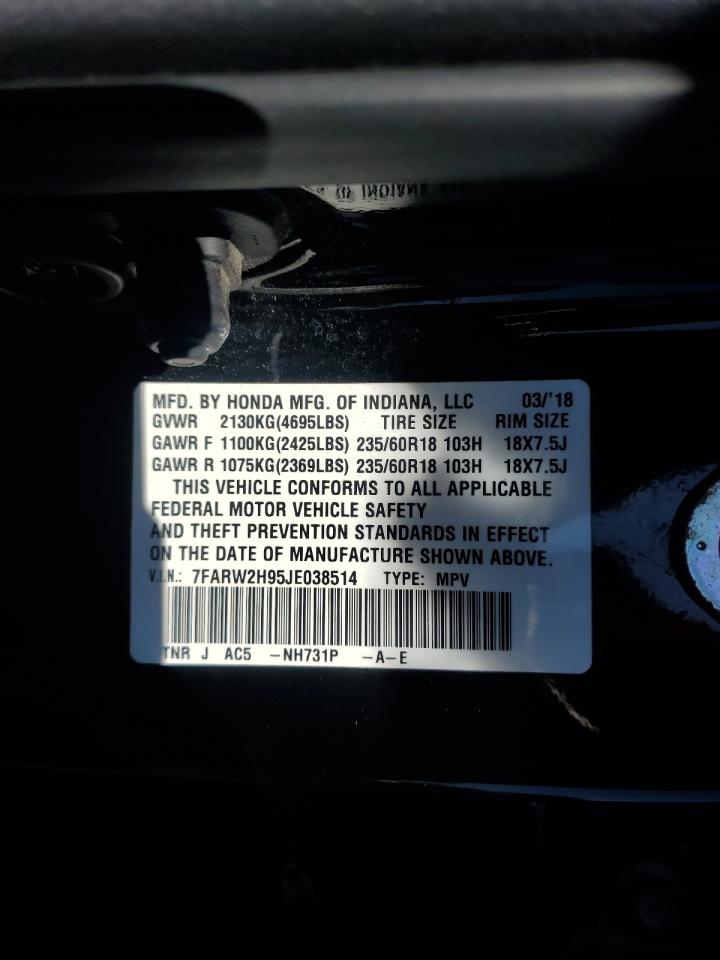 INDIANA
MFD. BY HONDA MFG. OF INDIANA, LLC 03/'18
GVWR 2130KG(4695LBS) TIRE SIZE RIM SIZE
GAWR F 1100KG(2425LBS) 235/60R18 103H 18X7.5J
GAWR R 1075KG(2369LBS) 235/60R18 103H 18X7.5J
THIS VEHICLE CONFORMS TO ALL APPLICABLE
FEDERAL MOTOR VEHICLE SAFETY
AND THEFT PREVENTION STANDARDS IN EFFECT
ON THE DATE OF MANUFACTURE SHOWN ABOVE.
V.I.N.: 7FARW2H95JE038514 TYPE: MPV
TNR J AC5 -NH731P -A-E